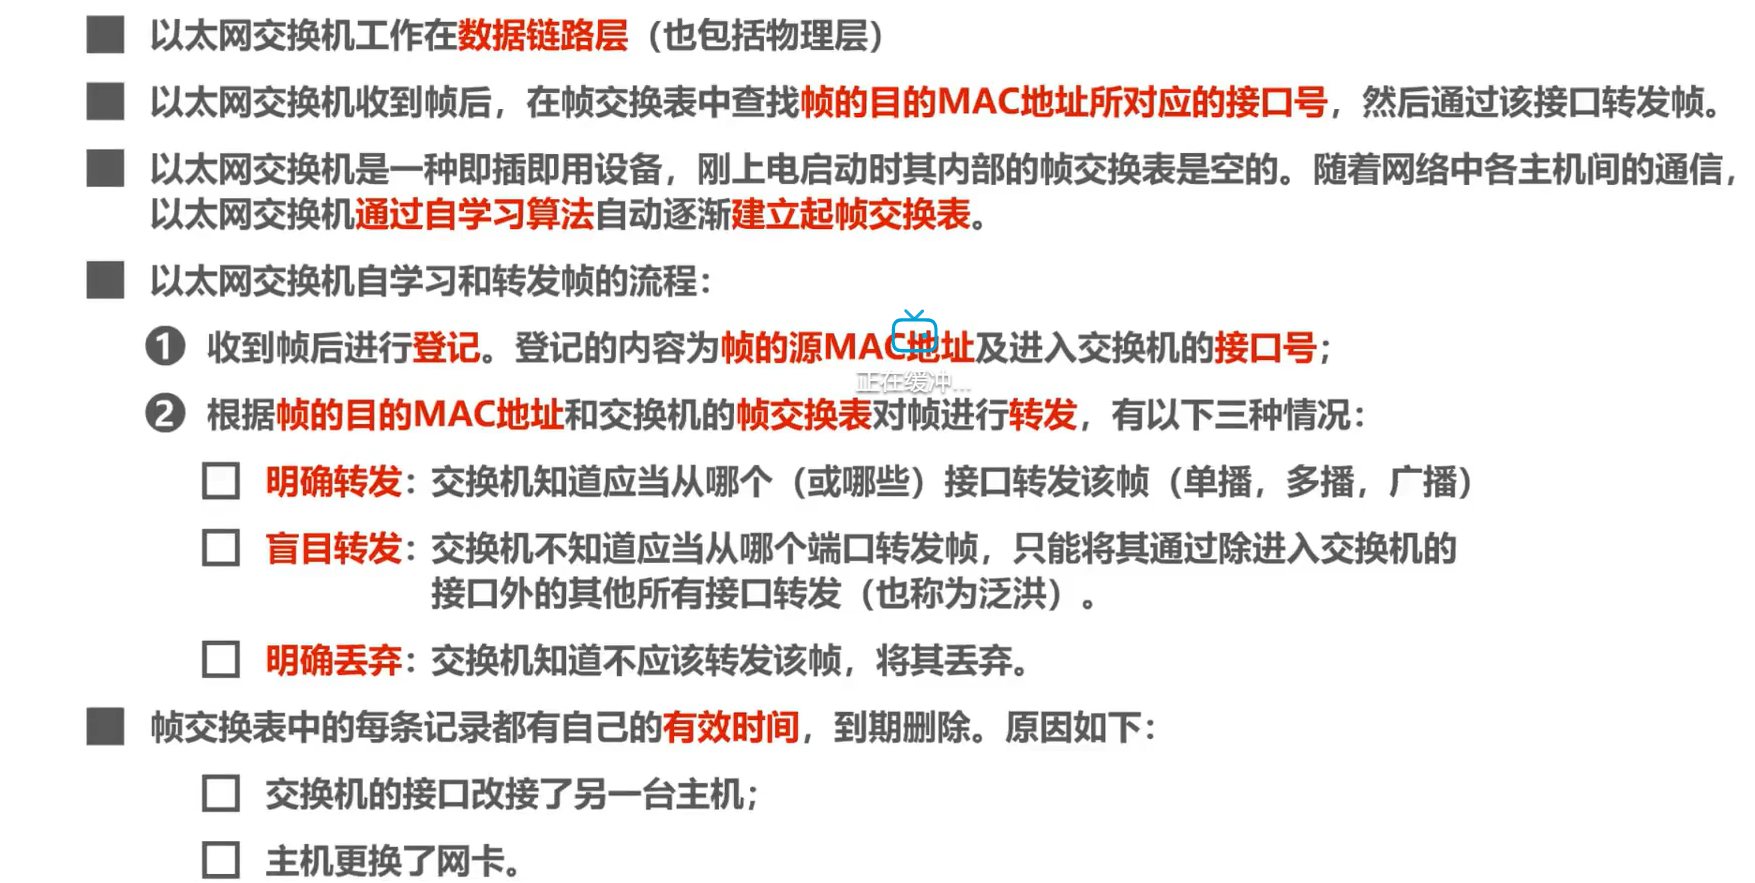 以太网交换机工作在数据链路层（也包括物理层）
以太网交换机收到帧后，在帧交换表中查找帧的目的MAC地址所对应的接口号，然后通过该接口转发帧。
以太网交换机是一种即插即用设备，刚上电启动时其内部的帧交换表是空的。随着网络中各主机间的通信，
以太网交换机通过自学习算法自动逐渐建立起帧交换表。
以太网交换机自学习和转发帧的流程：
1 收到帧后进行登记。登记的内容为帧的源MAC地址及进入交换机的接口号；
正在缓冲...
2 根据帧的目的MAC地址和交换机的帧交换表对帧进行转发，有以下三种情况：
明确转发：交换机知道应当从哪个（或哪些）接口转发该帧（单播，多播，广播）
盲目转发：交换机不知道应当从哪个端口转发帧，只能将其通过除进入交换机的
接口外的其他所有接口转发（也称为泛洪）。
明确丢弃：交换机知道不应该转发该帧，将其丢弃。
帧交换表中的每条记录都有自己的有效时间，到期删除。原因如下：
交换机的接口改接了另一台主机；
主机更换了网卡。